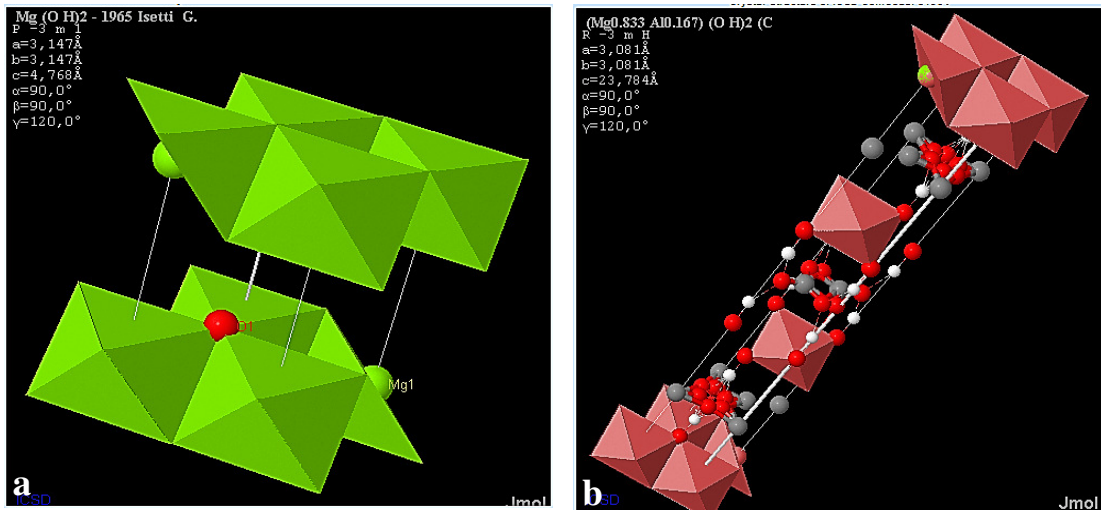 Mg (O H)2 - 1965 Isetti G.
P -3 m 1
a=3,147Å
b=3,147Å
c=4,768Å
α=90,0°
β=90,0°
γ=120,0°
O1
Mg1
a
ICSD
Jmol
(Mg0.833 Al0.167) (O H)2 (C
R -3 m H
a=3,081Å
b=3,081Å
c=23,784Å
α=90,0°
β=90,0°
γ=120,0°
b
Jmol